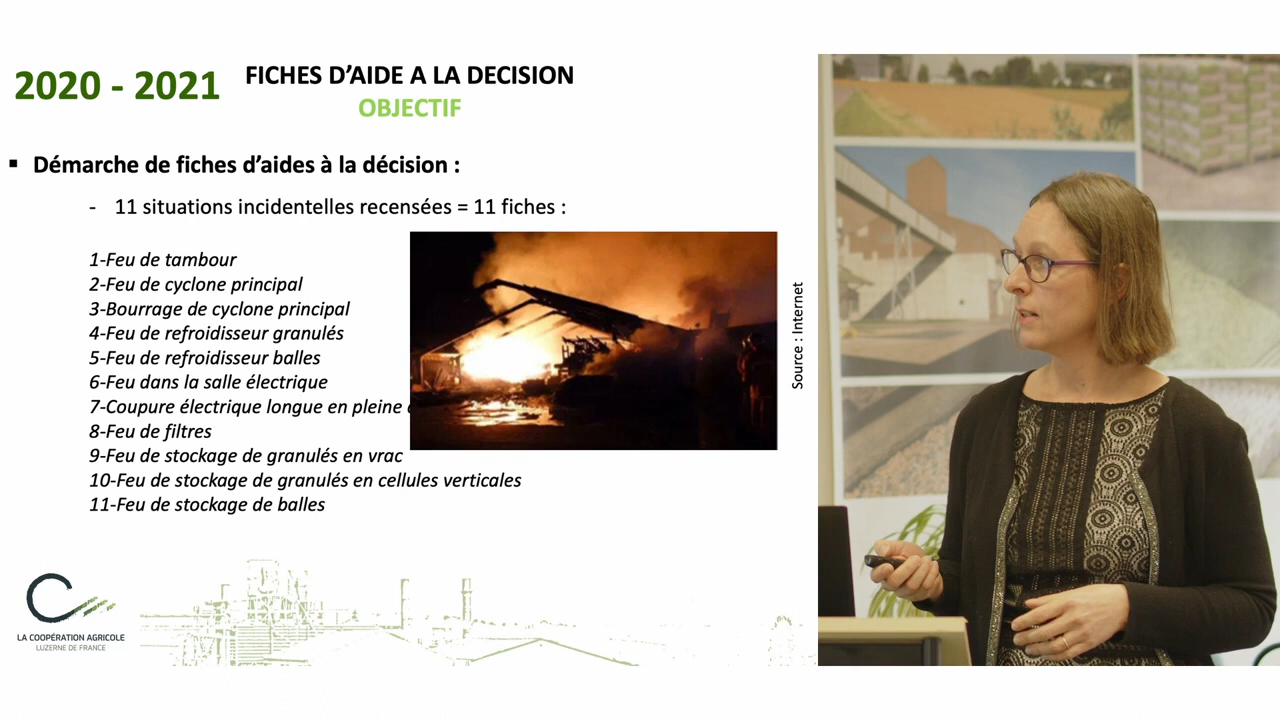 2020 - 2021
FICHES D'AIDE A LA DECISION
OBJECTIF
▪ Démarche de fiches d'aides à la décision :
- 11 situations incidentelles recensées = 11 fiches :
1-Feu de tambour
2-Feu de cyclone principal
3-Bourrage de cyclone principal
4-Feu de refroidisseur granulés
5-Feu de refroidisseur balles
6-Feu dans la salle électrique
7-Coupure électrique longue en pleine
8-Feu de filtres
9-Feu de stockage de granulés en vrac
10-Feu de stockage de granulés en cellules verticales
11-Feu de stockage de balles
Source : Internet
LA COOPÉRATION AGRICOLE
LUZERNE DE FRANCE